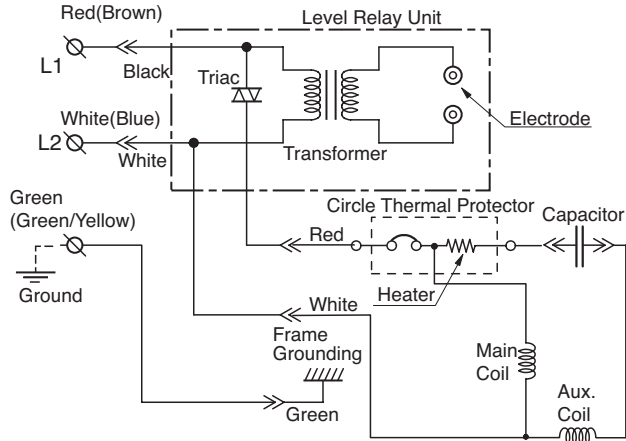 Red(Brown)
Level Relay Unit
L1
Black
Triac
White(Blue)
L2
White
Transformer
Electrode
Green
(Green/Yellow)
Circle Thermal Protector
Capacitor
Red
Ground
White
Heater
Frame
Grounding
Main
Coil
Green
Aux.
Coil